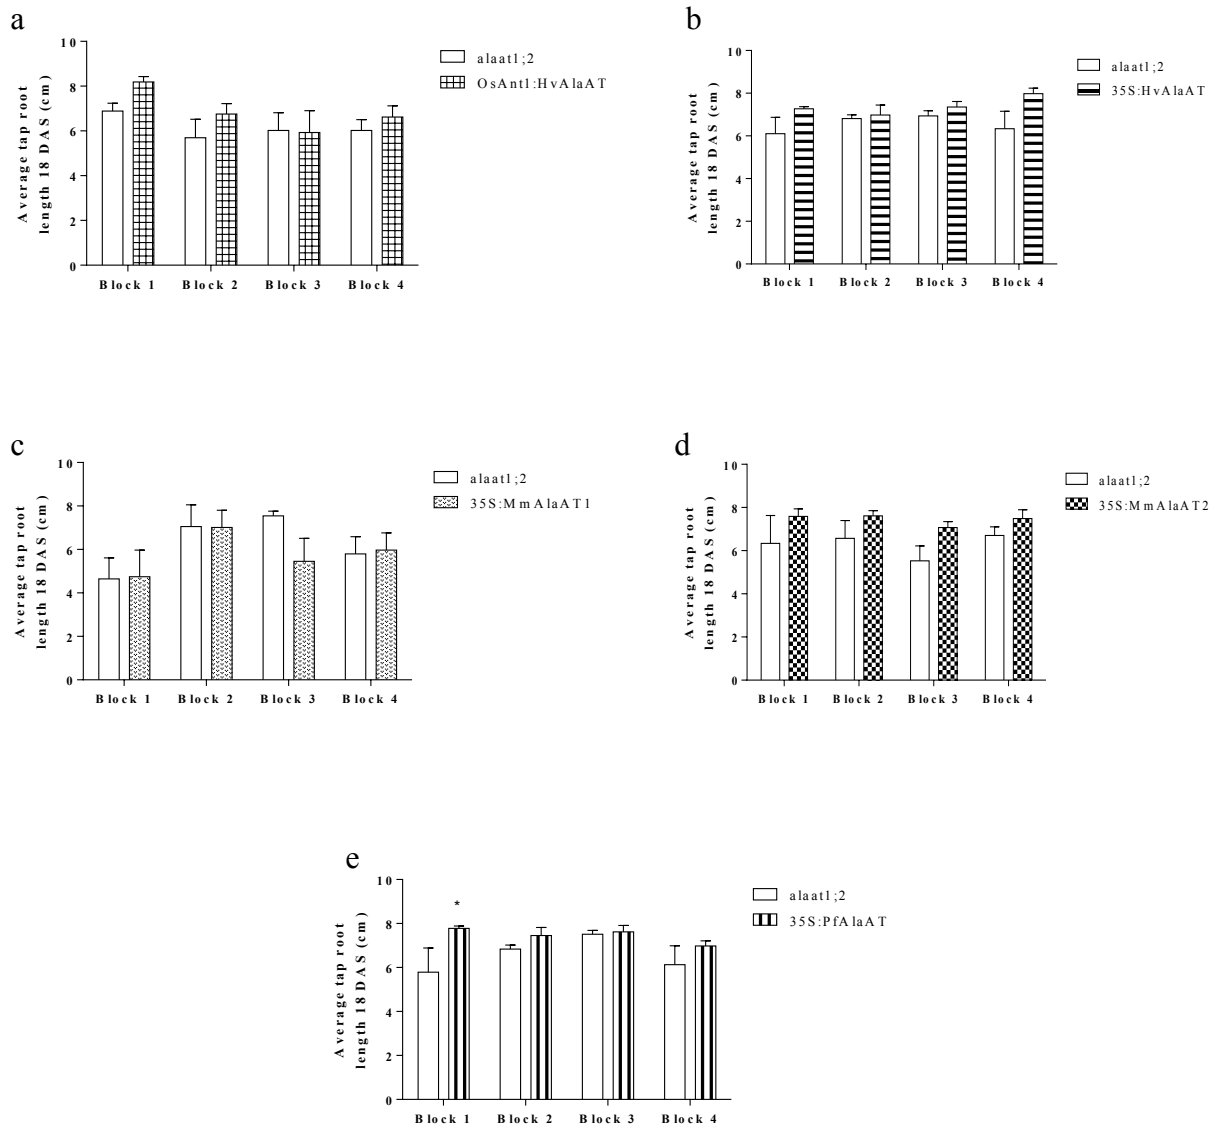 a
Average tap root
length 18 DAS (cm)
10
8
6
4
2
0
Block 1 Block 2 Block 3 Block 4
alaat1;2
OsAnt1:HvAlaAT
b
Average tap root
length 18 DAS (cm)
10
8
6
4
2
0
Block 1 Block 2 Block 3 Block 4
alaat1;2
35S:HvAlaAT
c
Average tap root
length 18 DAS (cm)
10
8
6
4
2
0
Block 1 Block 2 Block 3 Block 4
alaat1;2
35S:MmAlaAT1
d
Average tap root
length 18 DAS (cm)
10
8
6
4
2
0
Block 1 Block 2 Block 3 Block 4
alaat1;2
35S:MmAlaAT2
e
Average tap root
length 18 DAS (cm)
10
8
6
4
2
0
*
Block 1 Block 2 Block 3 Block 4
alaat1;2
35S:PfAlaAT